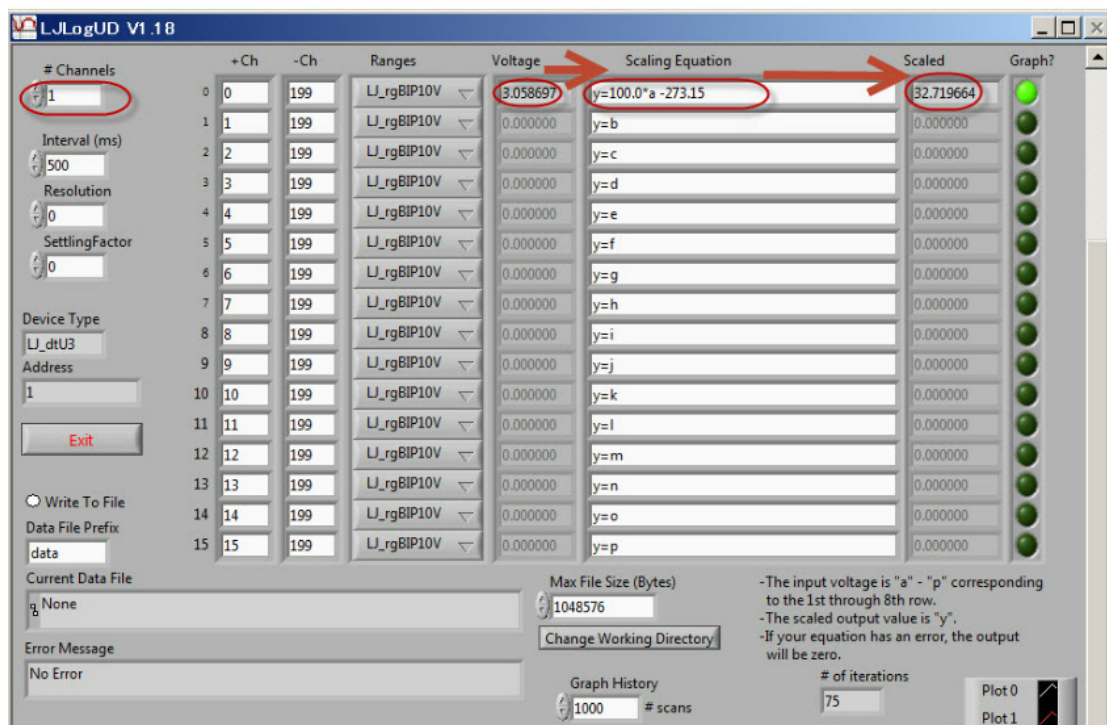 LJLogUD V1.18
# Channels
1
Interval (ms)
500
Resolution
0
SettlingFactor
0
Device Type
LJ_dtU3
Address
1
Exit
Write To File
Data File Prefix
data
+Ch -Ch Ranges Voltage Scaling Equation Scaled Graph?
0 0 199 LJ_rgBIP10V 3.058697 y=100.0*a -273.15 32.719664
1 1 199 LJ_rgBIP10V 0.000000 y=b 0.000000
2 2 199 LJ_rgBIP10V 0.000000 y=c 0.000000
3 3 199 LJ_rgBIP10V 0.000000 y=d 0.000000
4 4 199 LJ_rgBIP10V 0.000000 y=e 0.000000
5 5 199 LJ_rgBIP10V 0.000000 y=f 0.000000
6 6 199 LJ_rgBIP10V 0.000000 y=g 0.000000
7 7 199 LJ_rgBIP10V 0.000000 y=h 0.000000
8 8 199 LJ_rgBIP10V 0.000000 y=i 0.000000
9 9 199 LJ_rgBIP10V 0.000000 y=j 0.000000
10 10 199 LJ_rgBIP10V 0.000000 y=k 0.000000
11 11 199 LJ_rgBIP10V 0.000000 y=l 0.000000
12 12 199 LJ_rgBIP10V 0.000000 y=m 0.000000
13 13 199 LJ_rgBIP10V 0.000000 y=n 0.000000
14 14 199 LJ_rgBIP10V 0.000000 y=o 0.000000
15 15 199 LJ_rgBIP10V 0.000000 y=p 0.000000
Current Data File
None
Error Message
No Error
Max File Size (Bytes)
1048576
Change Working Directory
Graph History
1000 # scans
-The input voltage is "a" - "p" corresponding
to the 1st through 8th row.
-The scaled output value is "y".
-If your equation has an error, the output
will be zero.
# of iterations
75
Plot 0
Plot 1